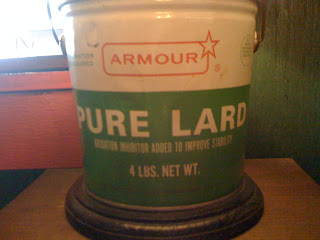 ARMOUR
PURE LARD
OXIDATION INHIBITOR ADDED TO IMPROVE STABILITY
4 LBS. NET WT.